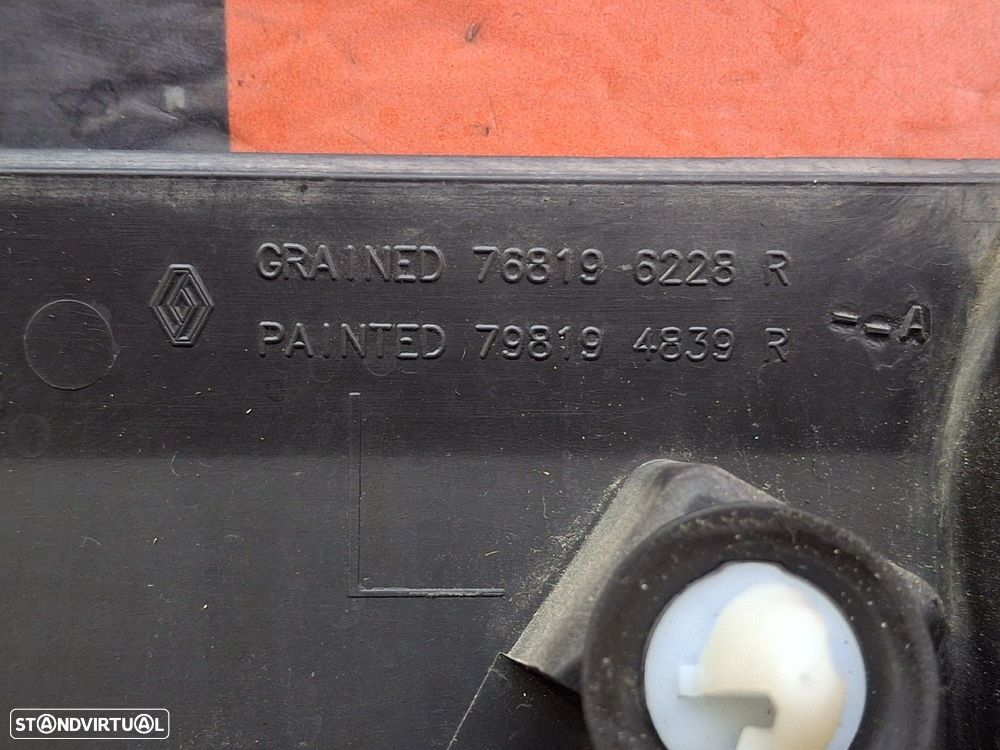 GRAINED 76819 6228 R
PAINTED 79819 4839 R
--A
STANDVIRTUAL